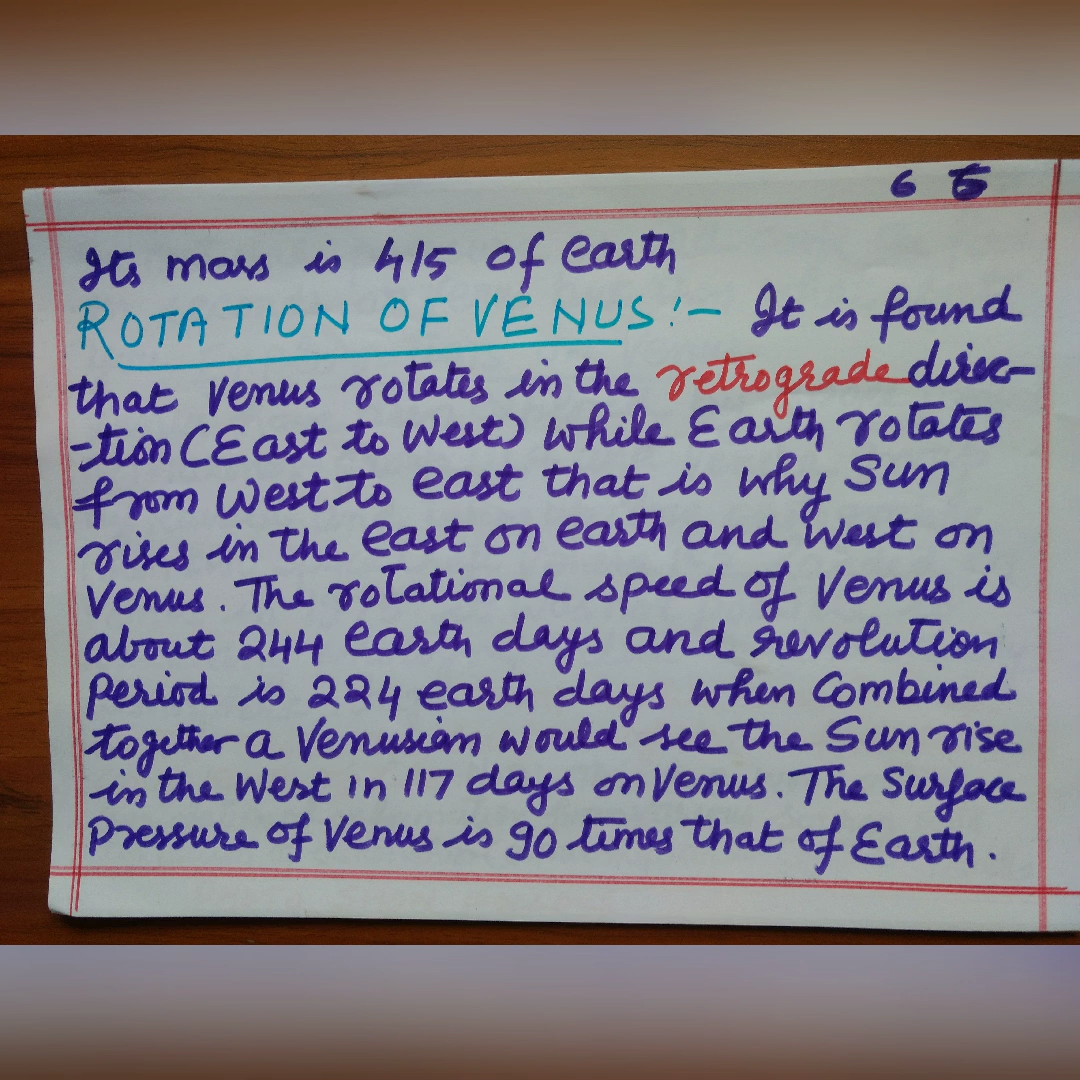 6 5
Its mass is 4/5 of earth
ROTATION OF VENUS:- It is found
that Venus rotates in the retrograde direc-
-tion (East to West) while Earth rotates
from West to east that is why Sun
rises in the east on earth and West on
Venus. The rotational speed of Venus is
about 244 earth days and revolution
Period is 224 earth days when Combined
together a Venusian would see the Sun rise
in the West in 117 days on Venus. The Surface
Pressure of Venus is 90 times that of Earth.